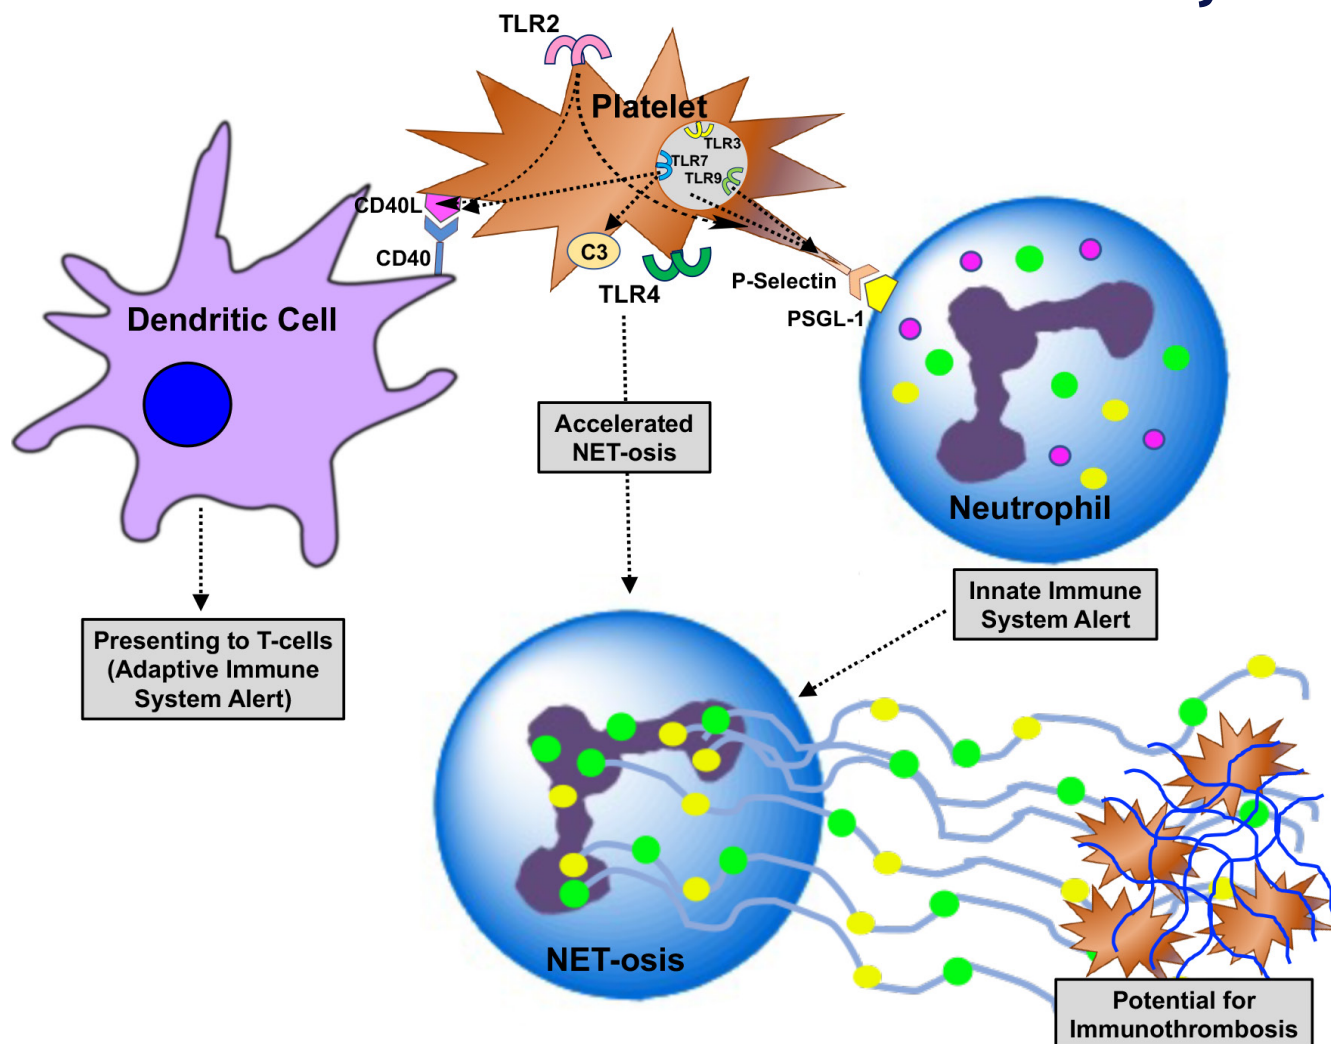 TLR2
Platelet
TLR3
TLR7
TLR9
CD40L
CD40
C3
TLR4
P-Selectin
PSGL-1
Dendritic Cell
Accelerated
NET-osis
Neutrophil
Innate Immune
System Alert
Presenting to T-cells
(Adaptive Immune
System Alert)
NET-osis
Potential for
Immunothrombosis